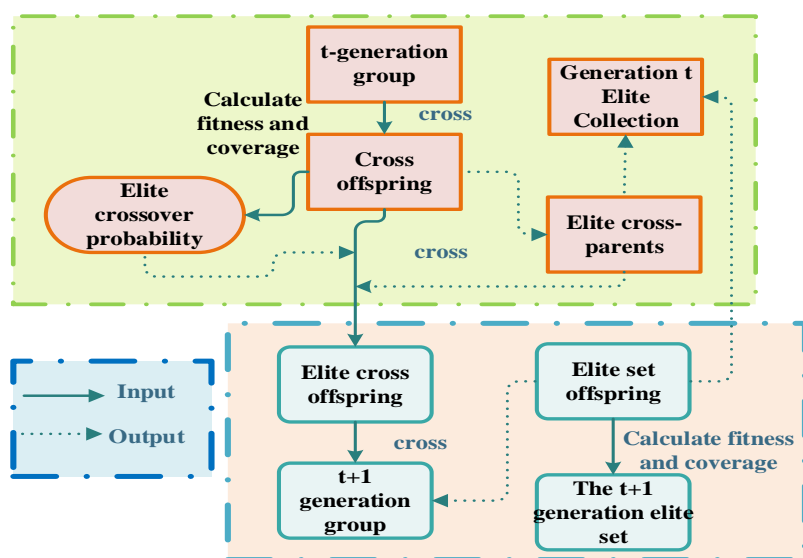 t-generation
group
Generation t
Elite
Collection
Calculate
fitness and
coverage
cross
Cross
offspring
Elite
crossover
probability
Elite cross-
parents
cross
Elite cross
offspring
Elite set
offspring
Input
Output
cross
Calculate fitness
and coverage
t+1
generation
group
The t+1
generation elite
set